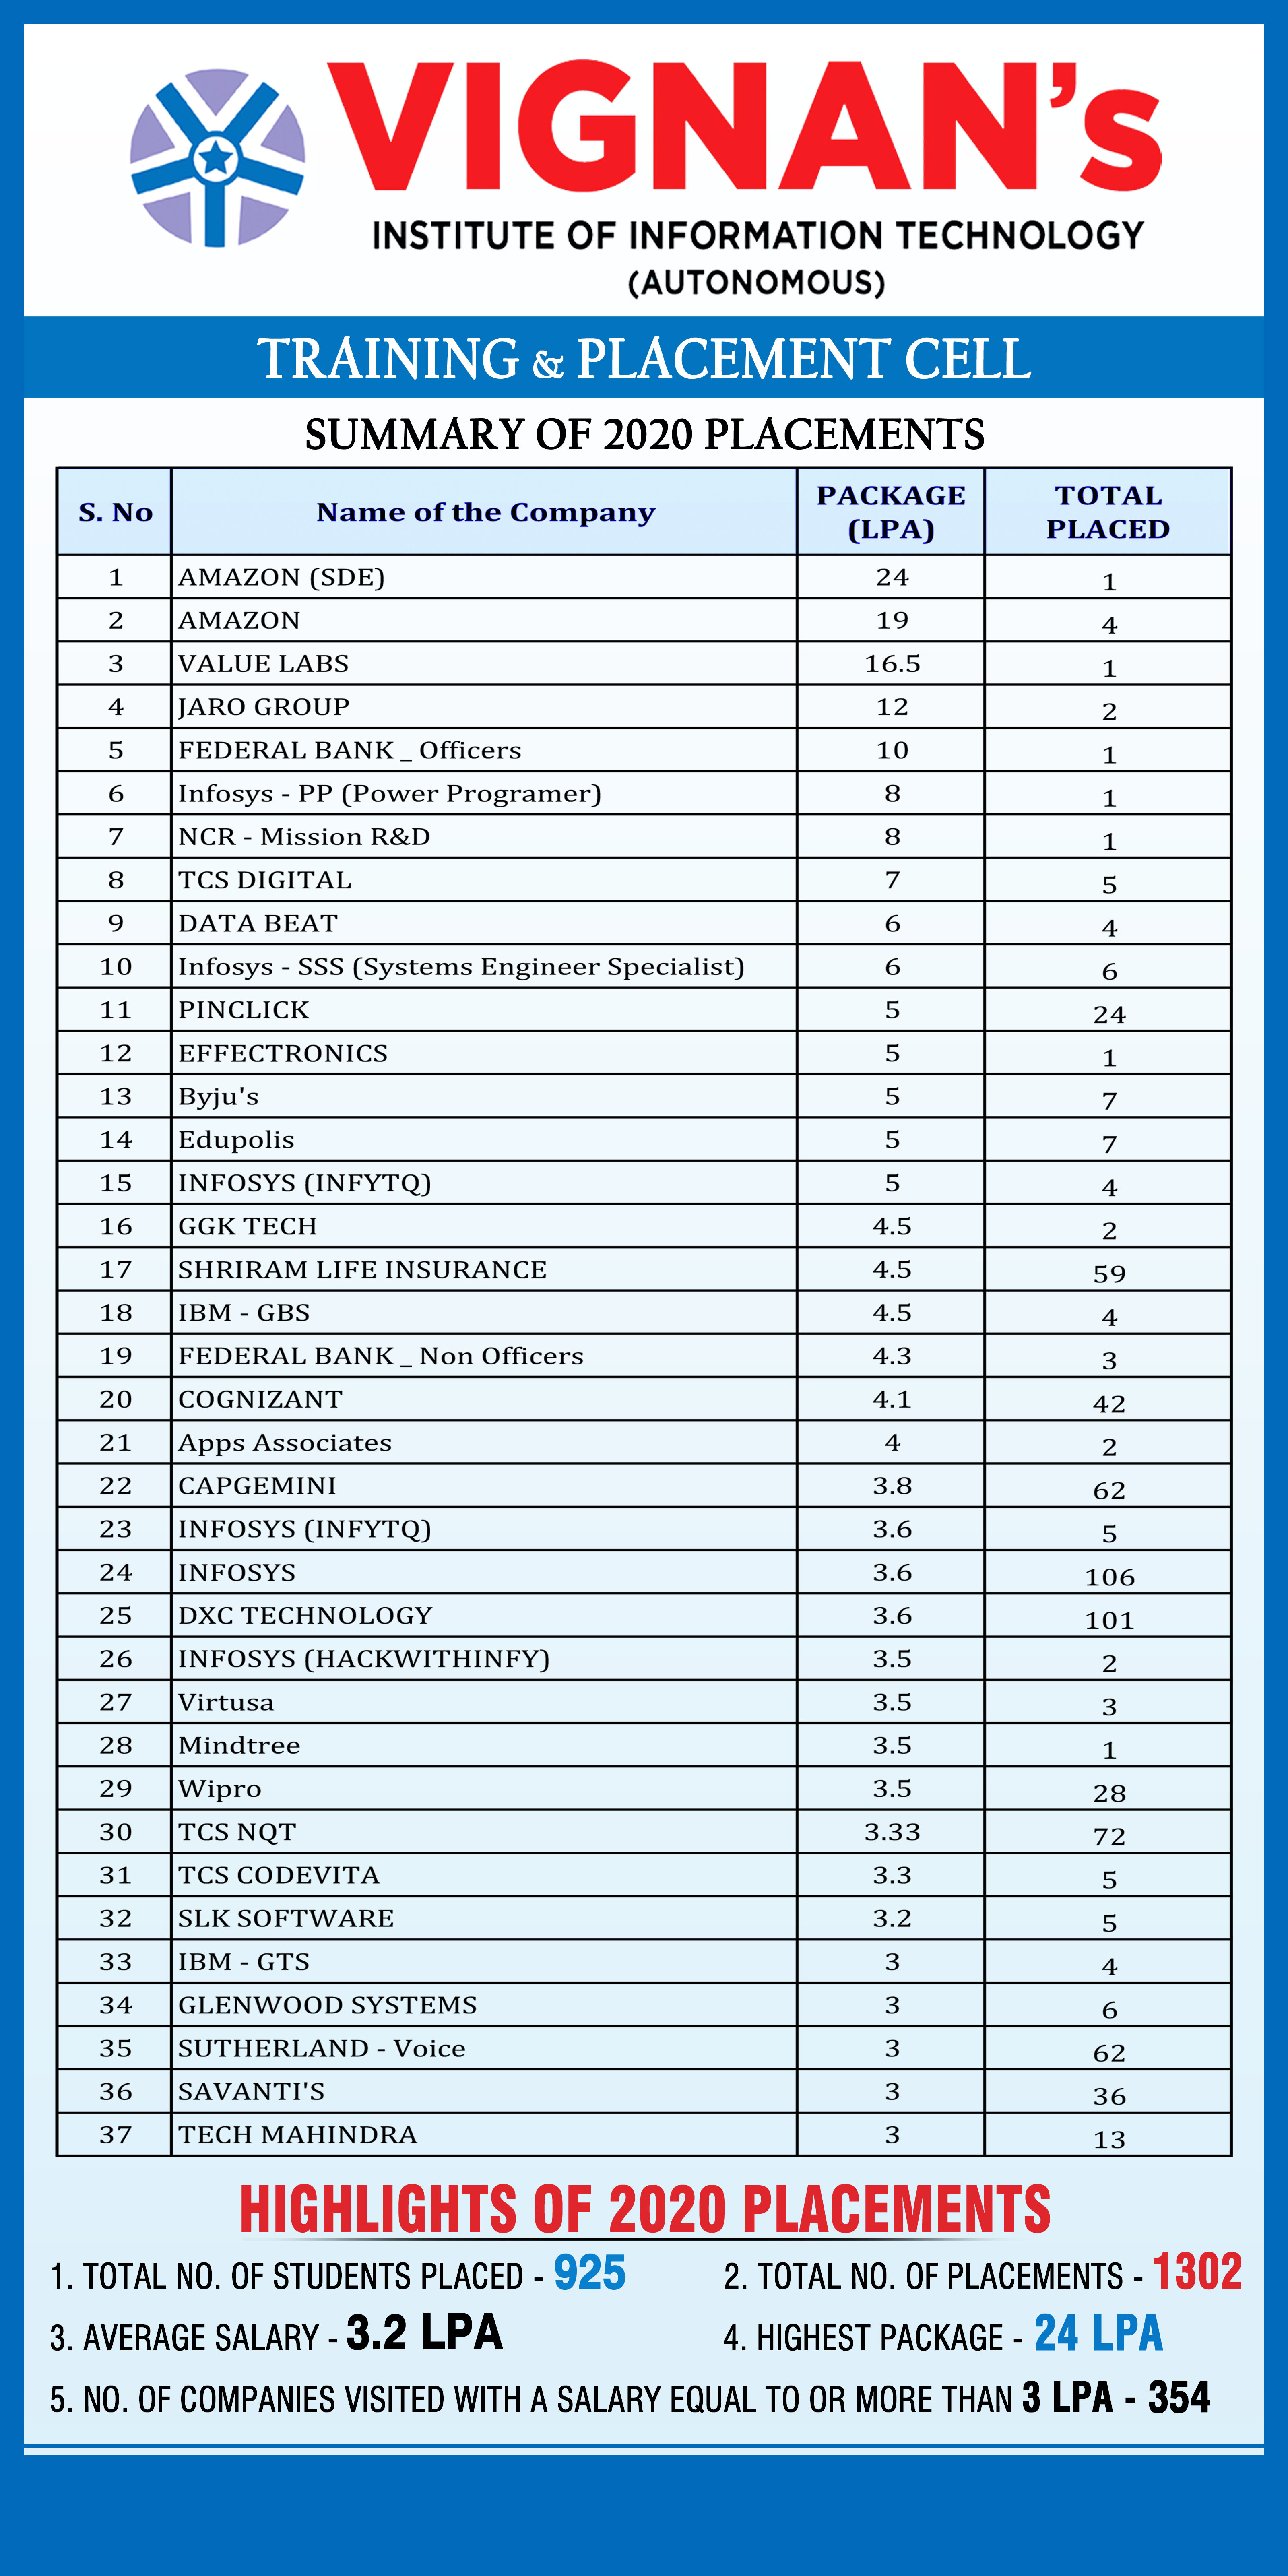 VIGNAN's
INSTITUTE OF INFORMATION TECHNOLOGY
(AUTONOMOUS)
TRAINING & PLACEMENT CELL
SUMMARY OF 2020 PLACEMENTS
S. No Name of the Company PACKAGE (LPA) TOTAL PLACED
1 AMAZON (SDE) 24 1
2 AMAZON 19 4
3 VALUE LABS 16.5 1
4 JARO GROUP 12 2
5 FEDERAL BANK _ Officers 10 1
6 Infosys - PP (Power Programer) 8 1
7 NCR - Mission R&D 8 1
8 TCS DIGITAL 7 5
9 DATA BEAT 6 4
10 Infosys - SSS (Systems Engineer Specialist) 6 6
11 PINCLICK 5 24
12 EFFECTRONICS 5 1
13 Byju's 5 7
14 Edupolis 5 7
15 INFOSYS (INFYTQ) 5 4
16 GGK TECH 4.5 2
17 SHRIRAM LIFE INSURANCE 4.5 59
18 IBM - GBS 4.5 4
19 FEDERAL BANK _ Non Officers 4.3 3
20 COGNIZANT 4.1 42
21 Apps Associates 4 2
22 CAPGEMINI 3.8 62
23 INFOSYS (INFYTQ) 3.6 5
24 INFOSYS 3.6 106
25 DXC TECHNOLOGY 3.6 101
26 INFOSYS (HACKWITHINFY) 3.5 2
27 Virtusa 3.5 3
28 Mindtree 3.5 1
29 Wipro 3.5 28
30 TCS NQT 3.33 72
31 TCS CODEVITA 3.3 5
32 SLK SOFTWARE 3.2 5
33 IBM - GTS 3 4
34 GLENWOOD SYSTEMS 3 6
35 SUTHERLAND - Voice 3 62
36 SAVANTI'S 3 36
37 TECH MAHINDRA 3 13
HIGHLIGHTS OF 2020 PLACEMENTS
1. TOTAL NO. OF STUDENTS PLACED - 925 2. TOTAL NO. OF PLACEMENTS - 1302
3. AVERAGE SALARY - 3.2 LPA 4. HIGHEST PACKAGE - 24 LPA
5. NO. OF COMPANIES VISITED WITH A SALARY EQUAL TO OR MORE THAN 3 LPA - 354